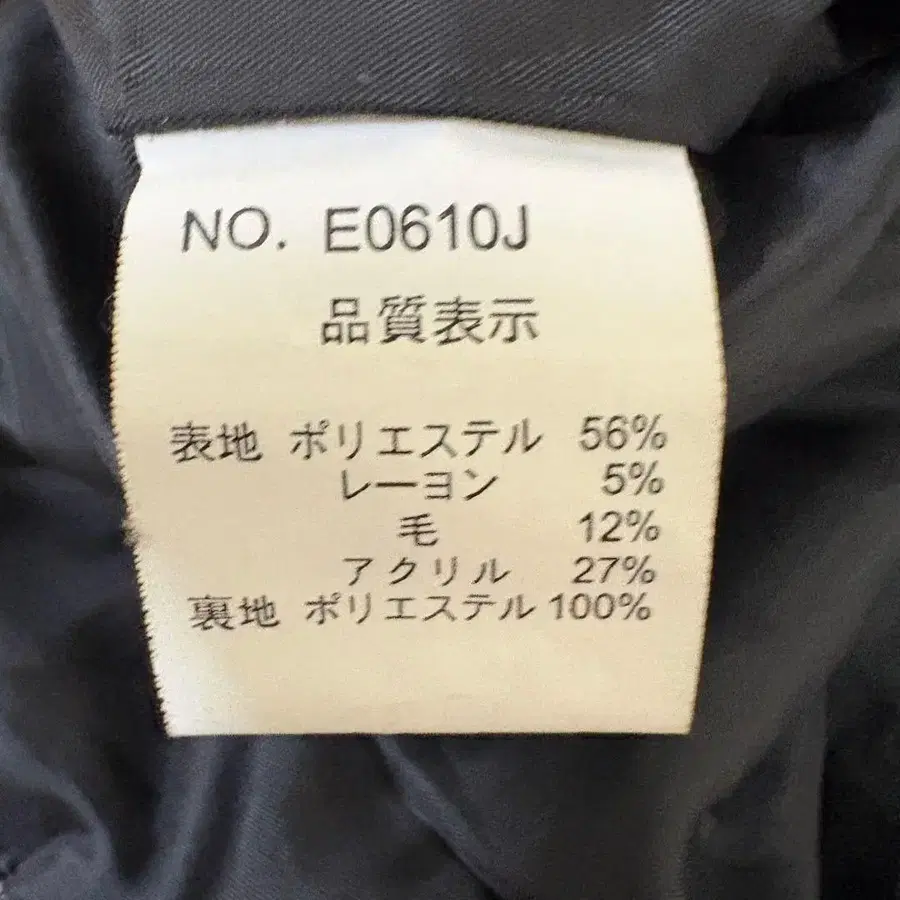 NO. E0610J
品質表示
表地 ポリエステル 56%
レーヨン 5%
毛 12%
アクリル 27%
裏地 ポリエステル 100%